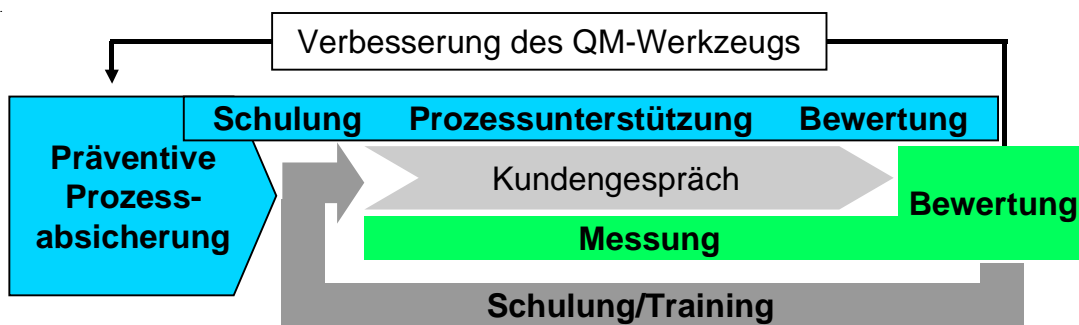 Verbesserung des QM-Werkzeugs
Schulung Prozessunterstützung Bewertung
Präventive
Prozess-
absicherung
Kundengespräch
Bewertung
Messung
Schulung/Training